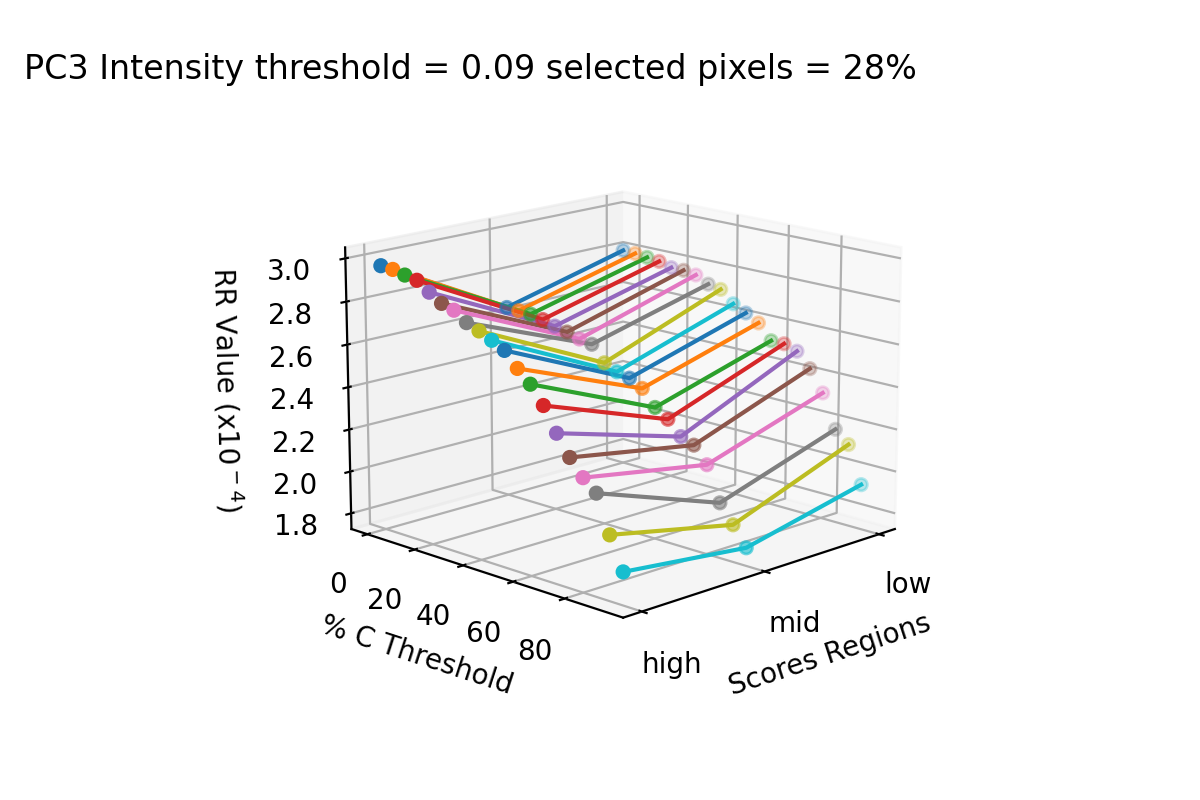 PC3 Intensity threshold = 0.09 selected pixels = 28%
3.0
2.8
2.6
2.4
2.2
2.0
1.8
RR Value (x10⁻⁴)
0
20
40
60
80
% C Threshold
high
mid
low
Scores Regions